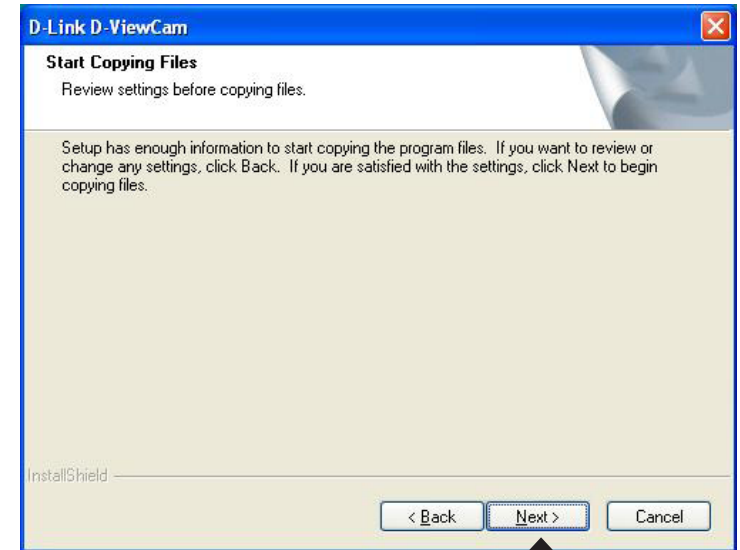 D-Link D-ViewCam
Start Copying Files
Review settings before copying files.
Setup has enough information to start copying the program files. If you want to review or
change any settings, click Back. If you are satisfied with the settings, click Next to begin
copying files.
InstallShield
< Back Next > Cancel